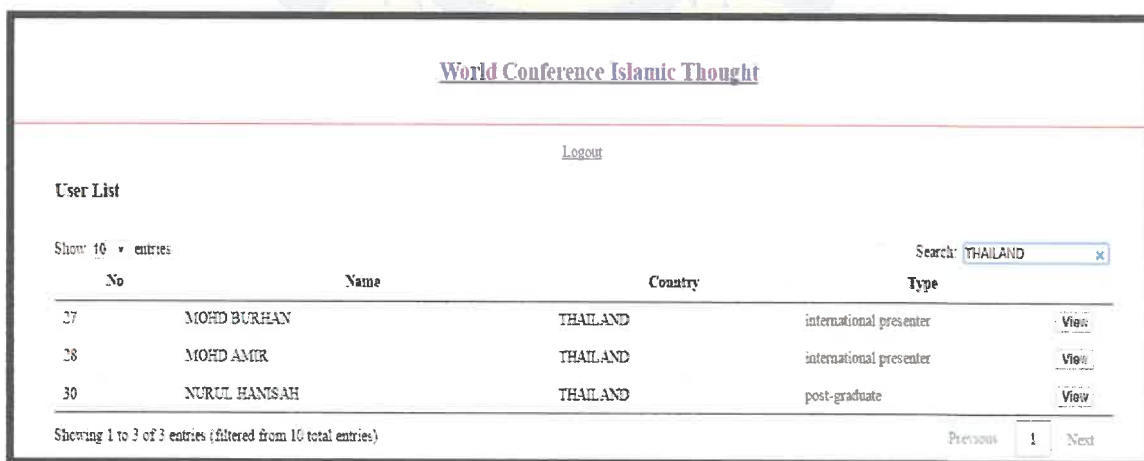 World Conference Islamic Thought
Logout
User List
Show 10 entries Search: THAILAND ×
No Name Country Type
27 MOHD BURHAN THAILAND international presenter View
28 MOHD AMIR THAILAND international presenter View
30 NURUL HANISAH THAILAND post-graduate View
Showing 1 to 3 of 3 entries (filtered from 10 total entries) Previous 1 Next